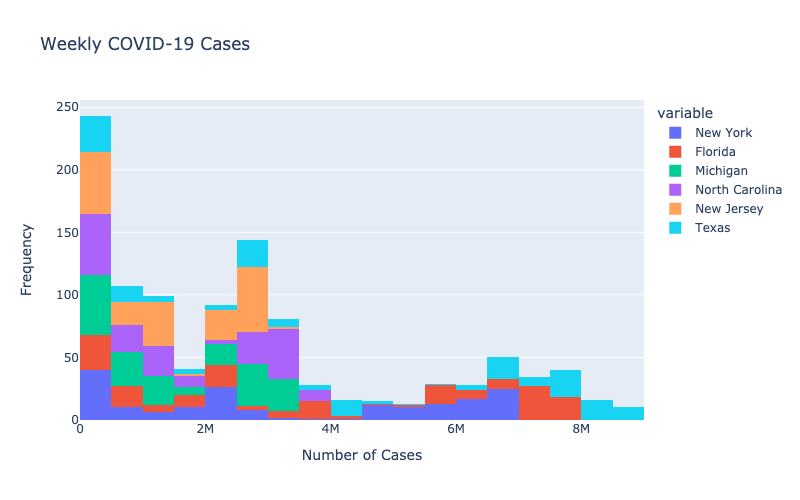 Weekly COVID-19 Cases
Frequency
250
200
150
100
50
0
0
2M
4M
6M
8M
Number of Cases
variable
New York
Florida
Michigan
North Carolina
New Jersey
Texas